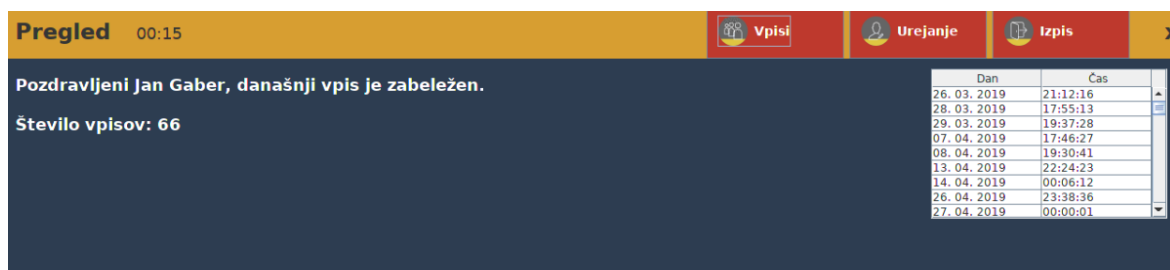 Pregled 00:15 Vpisi Urejanje Izpis
Pozdravljeni Jan Gaber, današnji vpis je zabeležen.
Število vpisov: 66
Dan Čas
26. 03. 2019 21:12:16
28. 03. 2019 17:55:13
29. 03. 2019 19:37:28
07. 04. 2019 17:46:27
08. 04. 2019 19:30:41
13. 04. 2019 22:24:23
14. 04. 2019 00:06:12
26. 04. 2019 23:38:36
27. 04. 2019 00:00:01